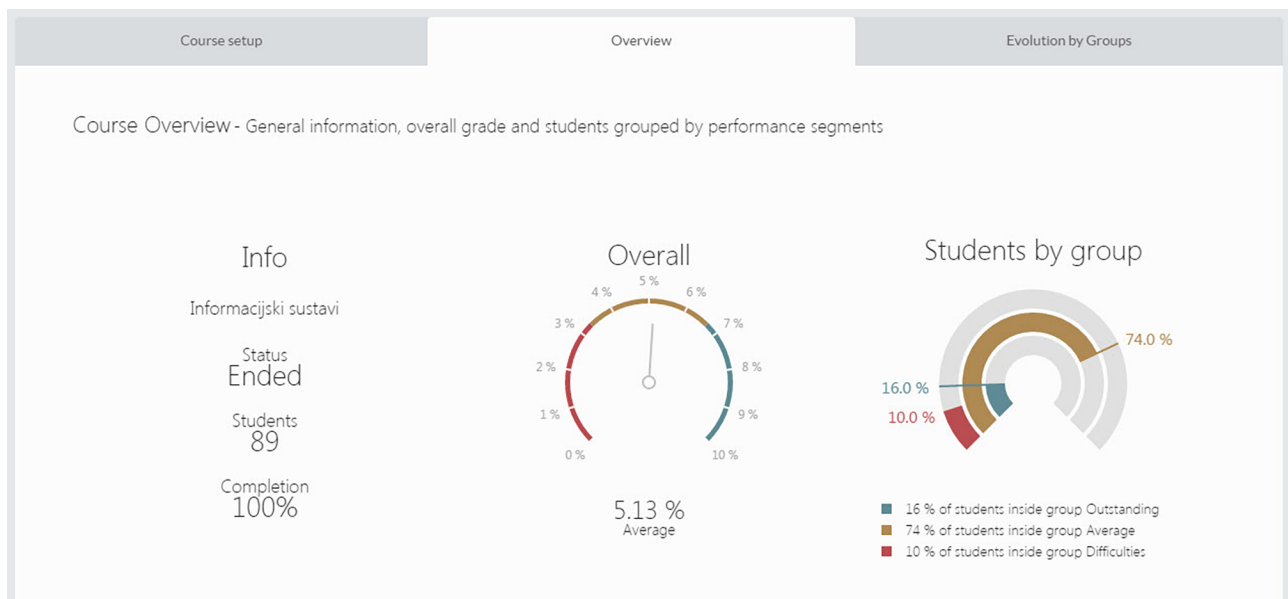 Course setup
Overview
Evolution by Groups
Course Overview - General information, overall grade and students grouped by performance segments
Info
Informacijski sustavi
Status
Ended
Students
89
Completion
100%
Overall
0 %
1 %
2 %
3 %
4 %
5 %
6 %
7 %
8 %
9 %
10 %
5.13 %
Average
Students by group
74.0 %
16.0 %
10.0 %
16 % of students inside group Outstanding
74 % of students inside group Average
10 % of students inside group Difficulties